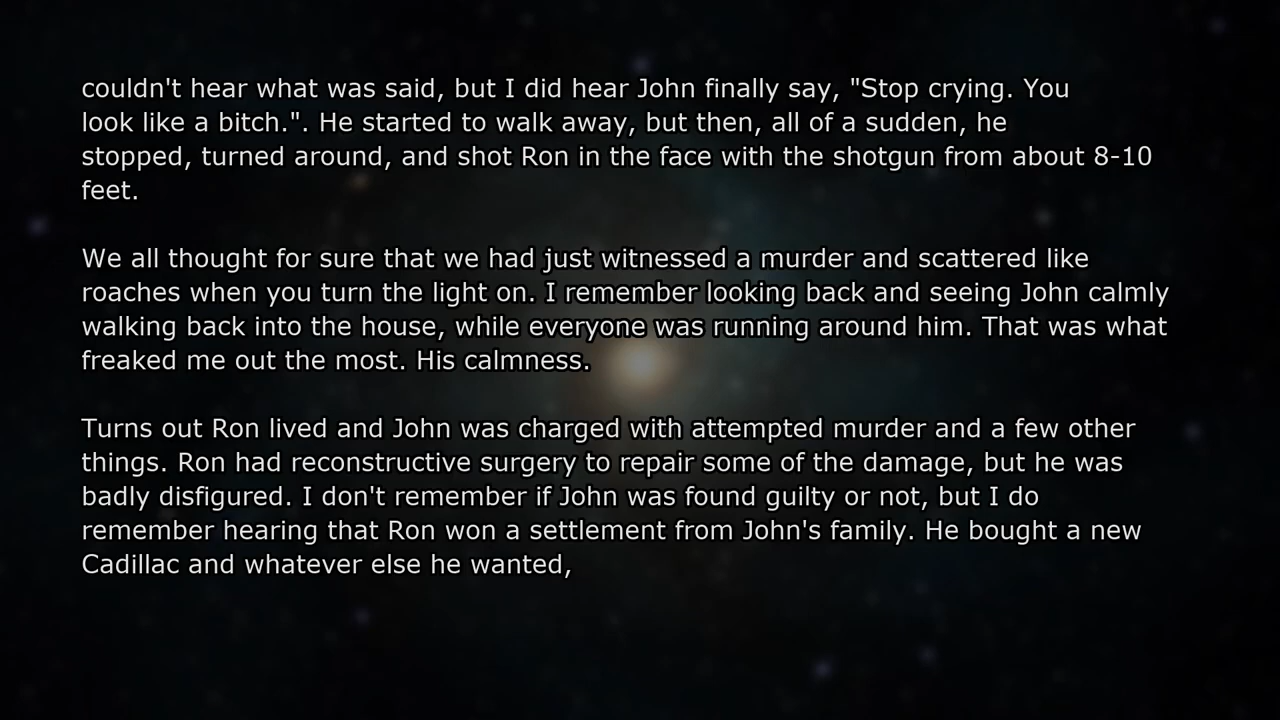 couldn't hear what was said, but I did hear John finally say, "Stop crying. You
look like a bitch.". He started to walk away, but then, all of a sudden, he
stopped, turned around, and shot Ron in the face with the shotgun from about 8-10
feet.
We all thought for sure that we had just witnessed a murder and scattered like
roaches when you turn the light on. I remember looking back and seeing John calmly
walking back into the house, while everyone was running around him. That was what
freaked me out the most. His calmness.
Turns out Ron lived and John was charged with attempted murder and a few other
things. Ron had reconstructive surgery to repair some of the damage, but he was
badly disfigured. I don't remember if John was found guilty or not, but I do
remember hearing that Ron won a settlement from John's family. He bought a new
Cadillac and whatever else he wanted,